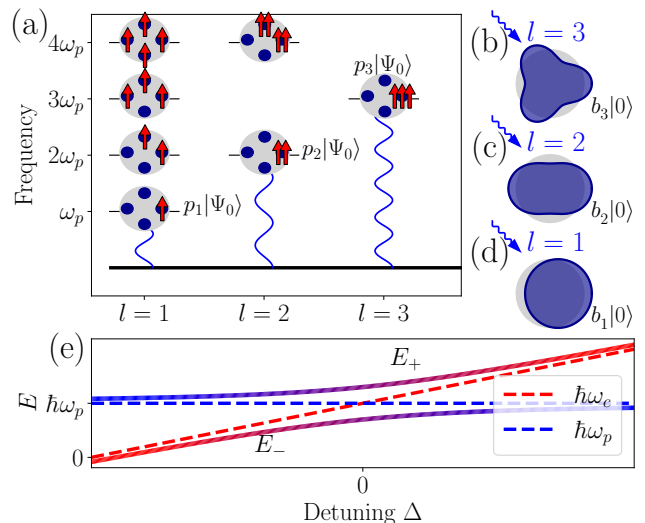 (a)
Frequency
4ω_p
3ω_p
2ω_p
ω_p
p_1|Ψ_0⟩
p_2|Ψ_0⟩
p_3|Ψ_0⟩
l = 1
l = 2
l = 3
(b)
l = 3
b_3|0⟩
(c)
l = 2
b_2|0⟩
(d)
l = 1
b_1|0⟩
(e)
E
ħω_p
0
E_+
E_−
ħω_e
ħω_p
0
Detuning Δ